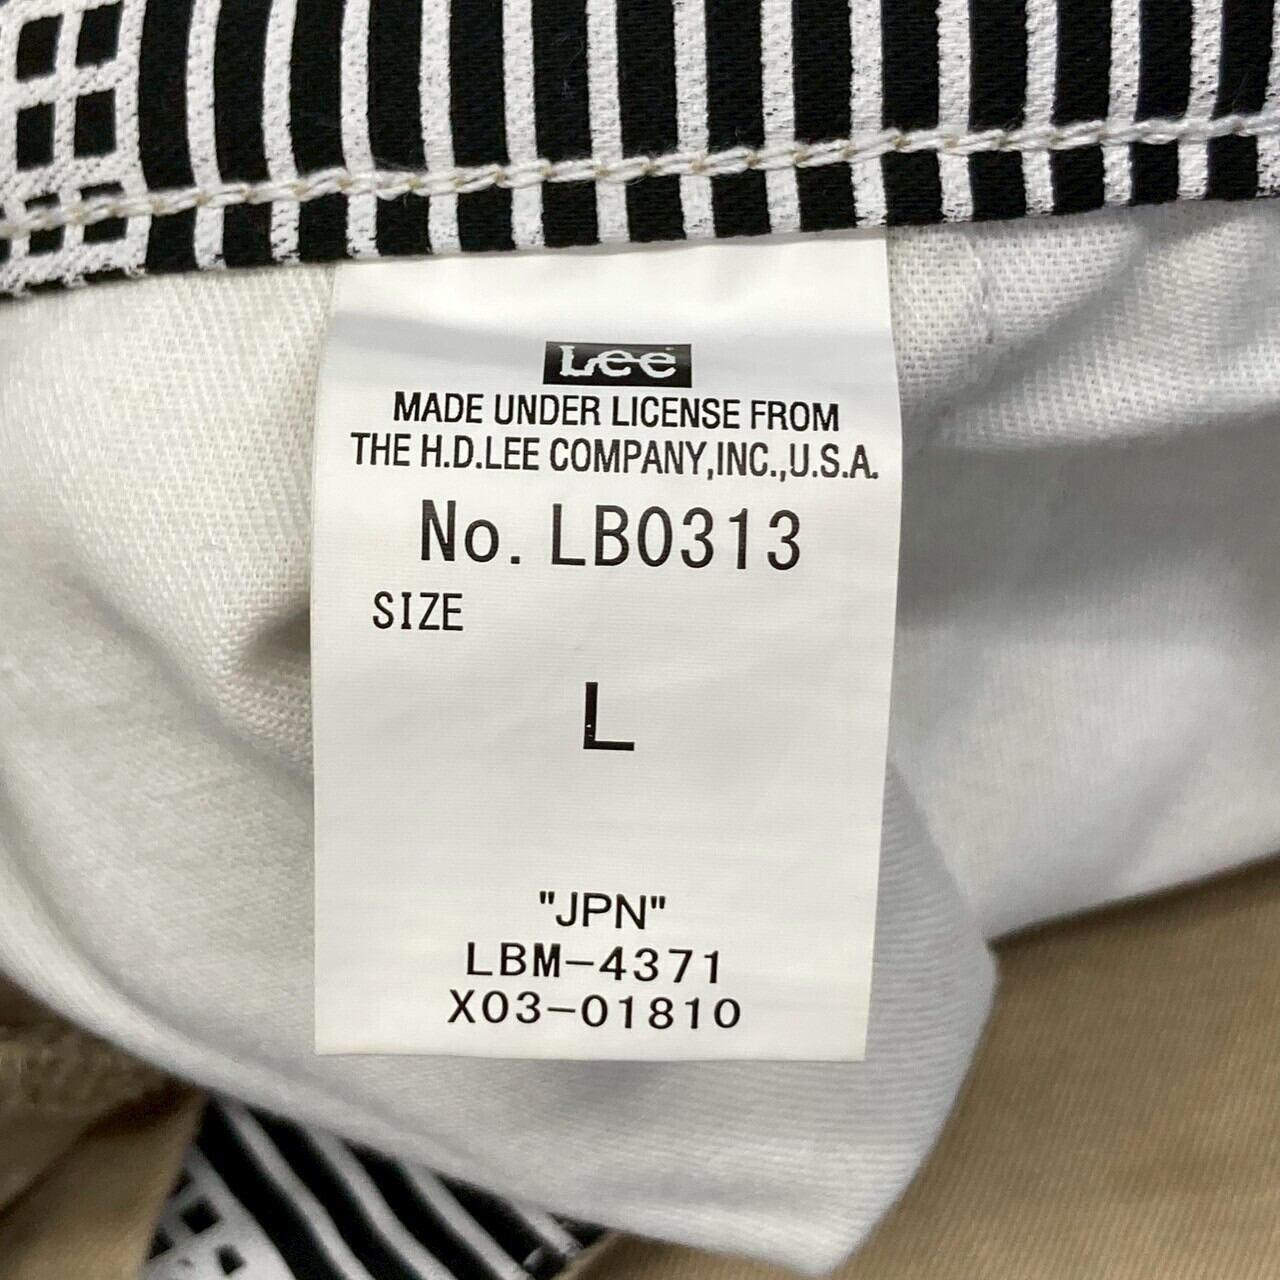 Lee
MADE UNDER LICENSE FROM
THE H.D.LEE COMPANY,INC.,U.S.A.
No. LB0313
SIZE
L
"JPN"
LBM-4371
X03-01810